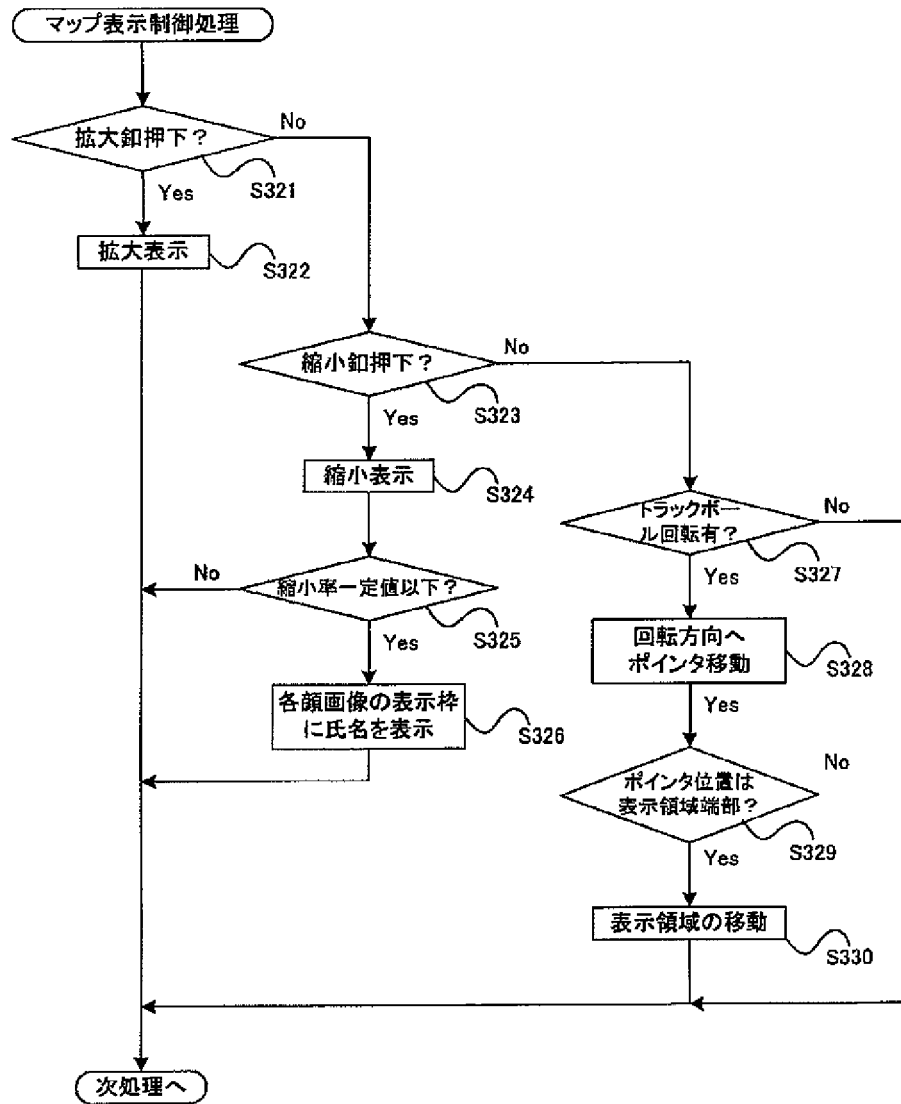 マップ表示制御処理
拡大釦押下？
No
S321
Yes
拡大表示
S322
縮小釦押下？
No
S323
Yes
縮小表示
S324
トラックボー
ル回転有？
No
S327
縮小率一定値以下？
No
S325
Yes
Yes
回転方向へ
ポインタ移動
S328
各顔画像の表示枠
に氏名を表示
S326
Yes
ポインタ位置は
表示領域端部？
No
S329
Yes
表示領域の移動
S330
次処理へ